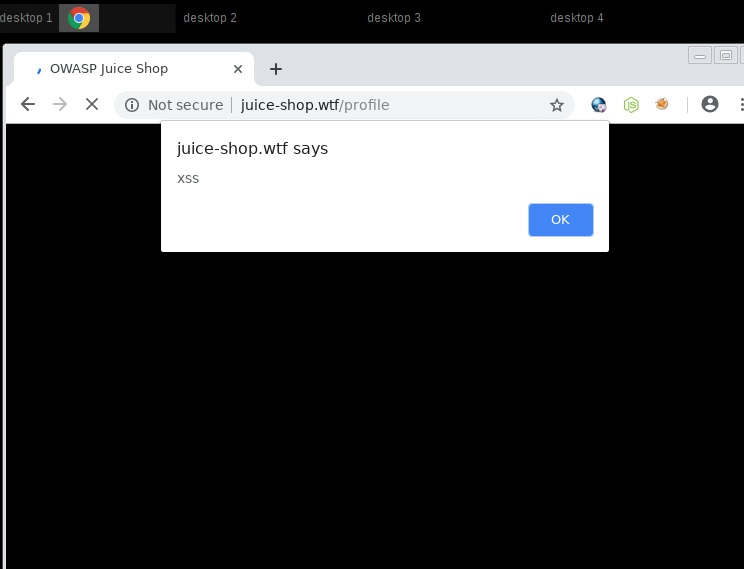 desktop 1 desktop 2 desktop 3 desktop 4
OWASP Juice Shop
Not secure juice-shop.wtf/profile
juice-shop.wtf says
xss
OK